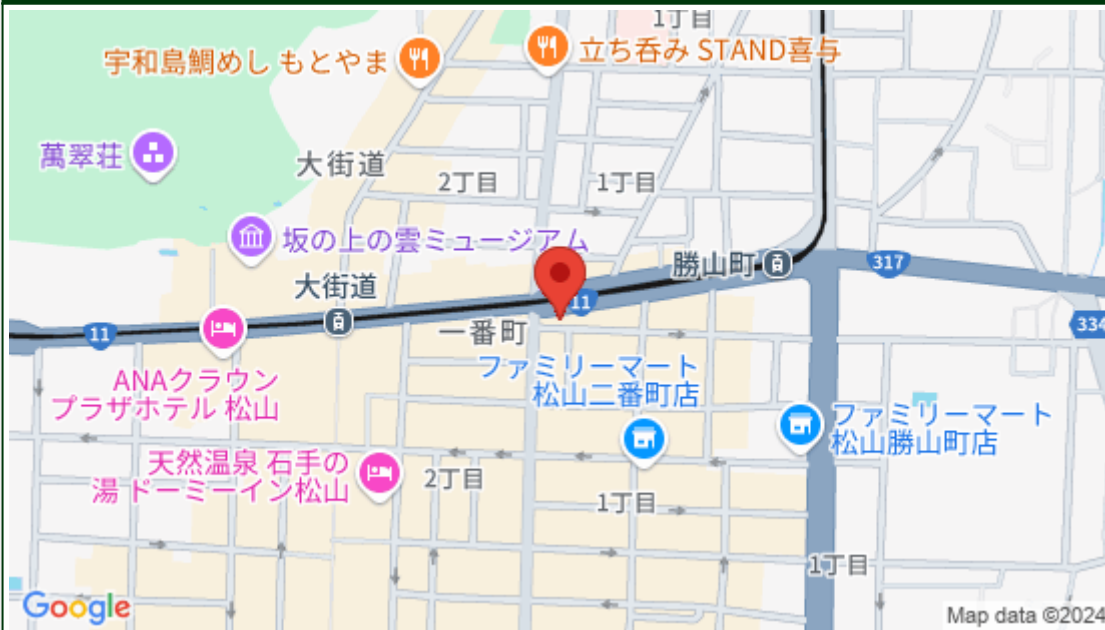 1丁目
宇和島鯛めし もとやま
立ち呑み STAND喜与
萬翠荘
大街道
2丁目
1丁目
坂の上の雲ミュージアム
勝山町
317
大街道
11
334
11
一番町
ファミリーマート
松山二番町店
ANAクラウン
プラザホテル 松山
ファミリーマート
松山勝山町店
天然温泉 石手の
湯 ドーミーイン松山
2丁目
1丁目
1丁目
Google
Map data ©2024